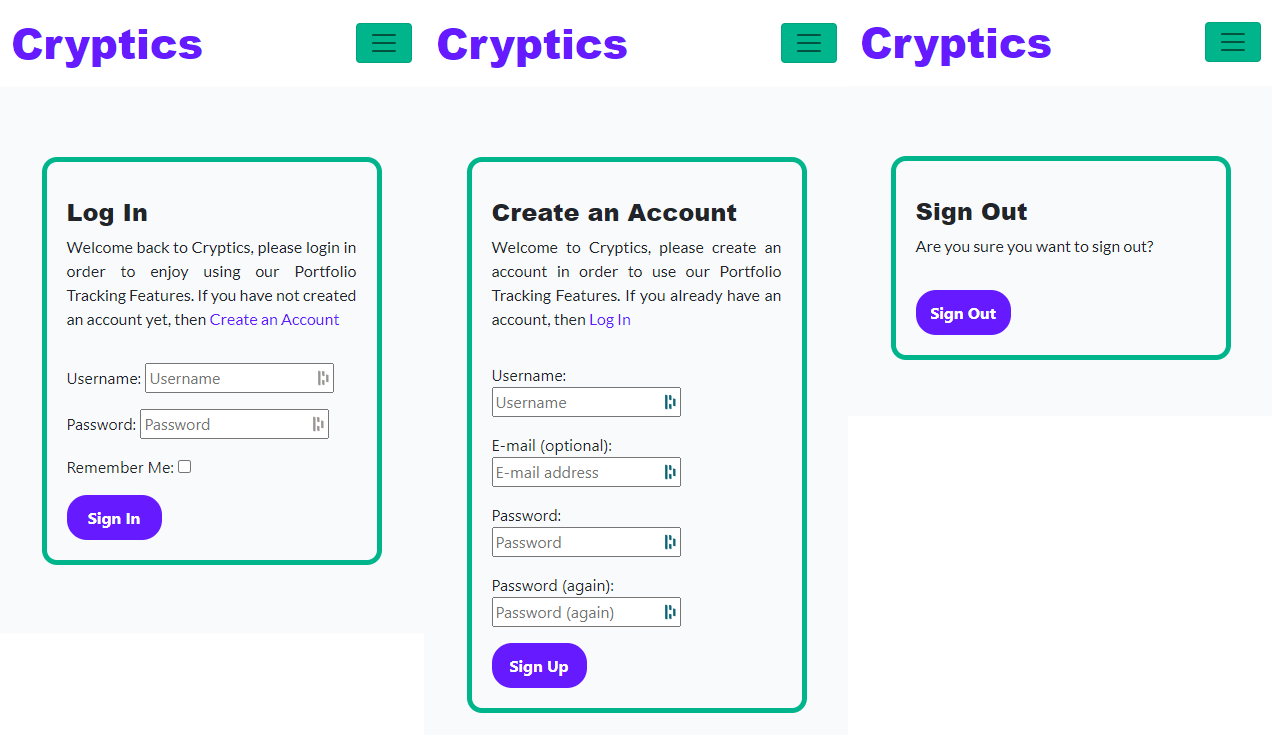 Cryptics
Log In
Welcome back to Cryptics, please login in
order to enjoy using our Portfolio
Tracking Features. If you have not created
an account yet, then Create an Account
Username: Username
Password: Password
Remember Me:
Sign In
Cryptics
Create an Account
Welcome to Cryptics, please create an
account in order to use our Portfolio
Tracking Features. If you already have an
account, then Log In
Username:
Username
E-mail (optional):
E-mail address
Password:
Password
Password (again):
Password (again)
Sign Up
Cryptics
Sign Out
Are you sure you want to sign out?
Sign Out